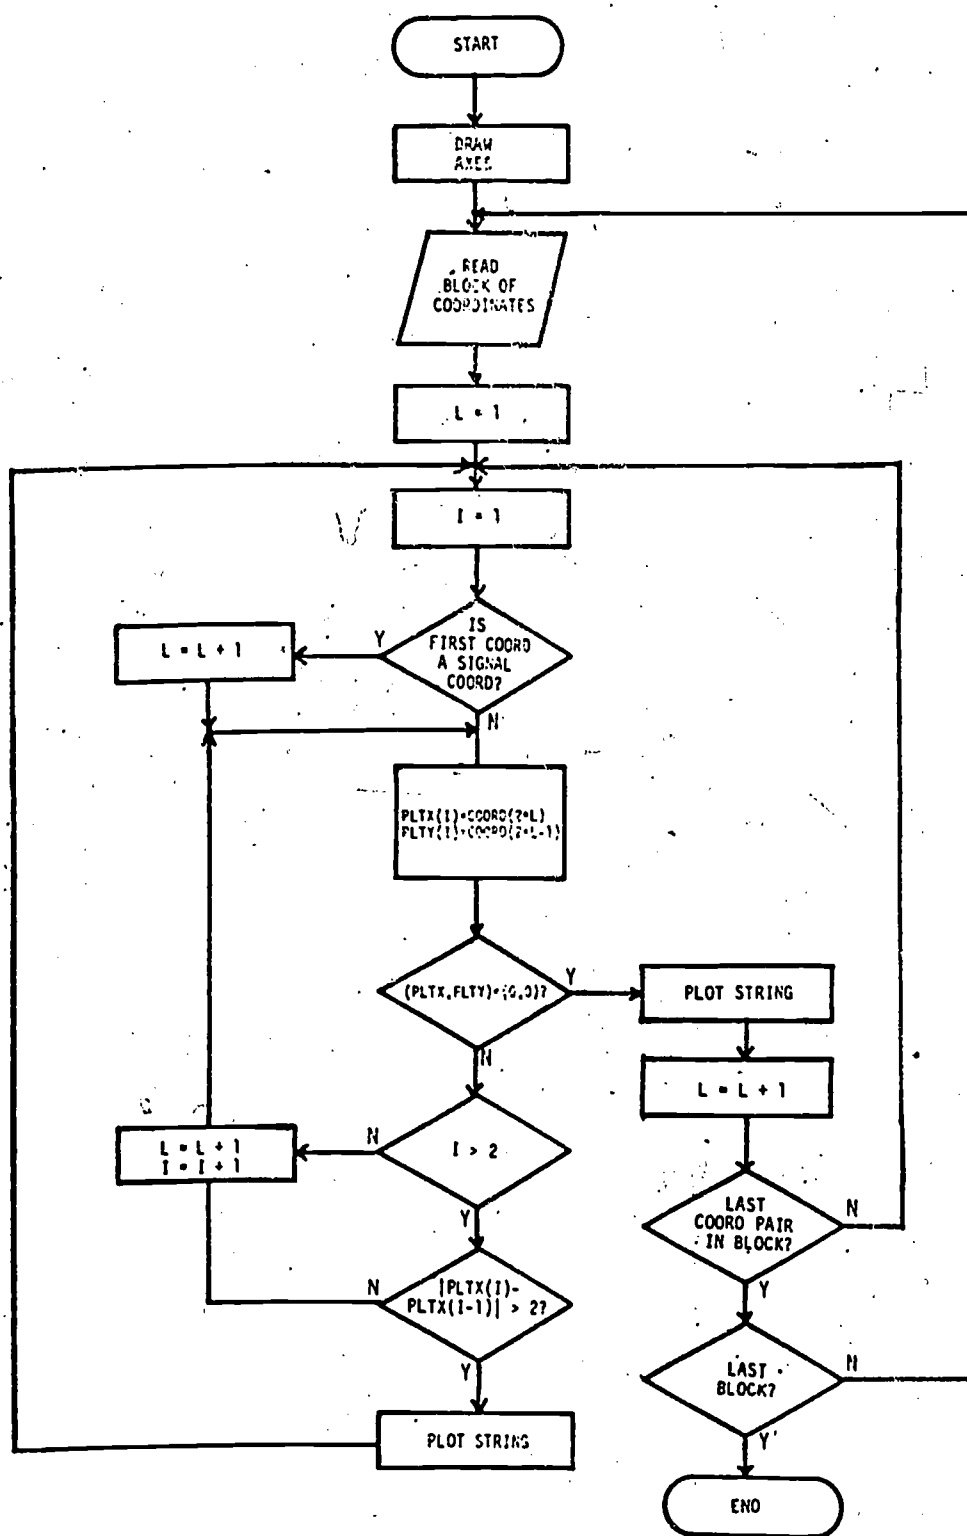 START
DRAW
AXES
READ
BLOCK OF
COORDINATES
L = 1
I = 1
IS
FIRST COORD
A SIGNAL
COORD?
Y
L = L + 1
N
PLTX(I)=COORD(2*L)
PLTY(I)=COORD(2*L-1)
(PLTX,PLTY)=(0,0)?
Y
PLOT STRING
N
L = L + 1
I > 2
N
L = L + 1
I = I + 1
Y
LAST
COORD PAIR
IN BLOCK?
N
Y
|PLTX(I)-
PLTX(I-1)| > 2?
N
Y
LAST
BLOCK?
N
Y
PLOT STRING
END